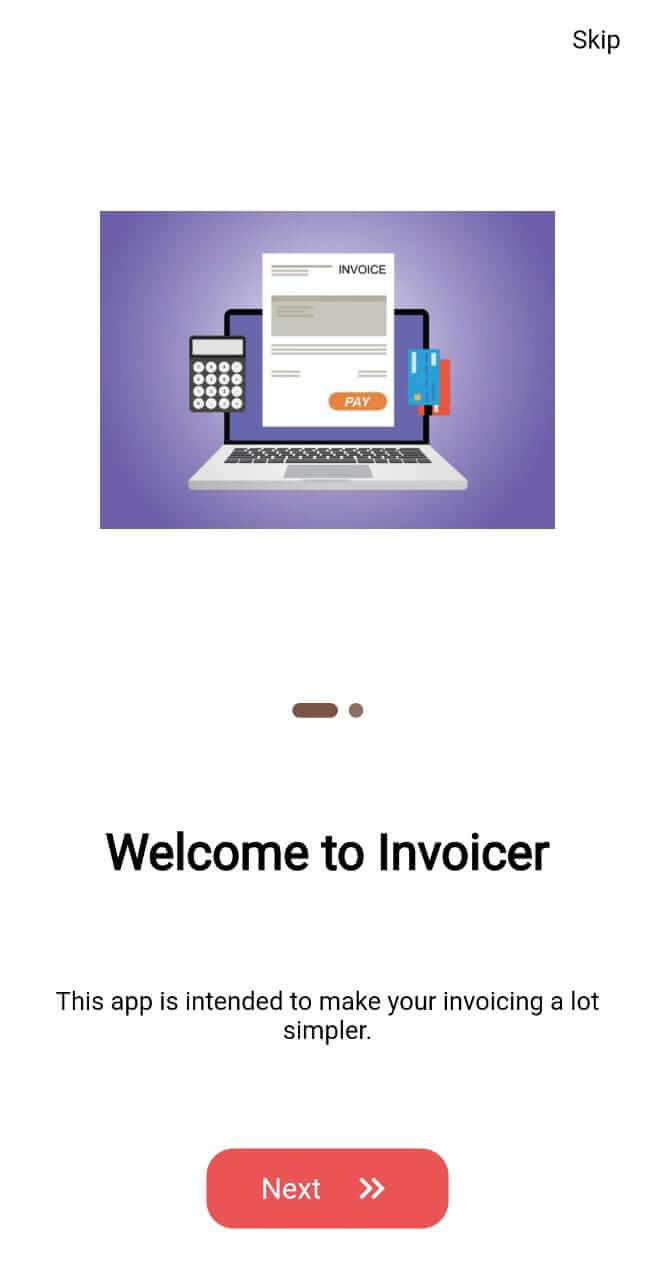 Skip
INVOICE
PAY
Welcome to Invoicer
This app is intended to make your invoicing a lot
simpler.
Next